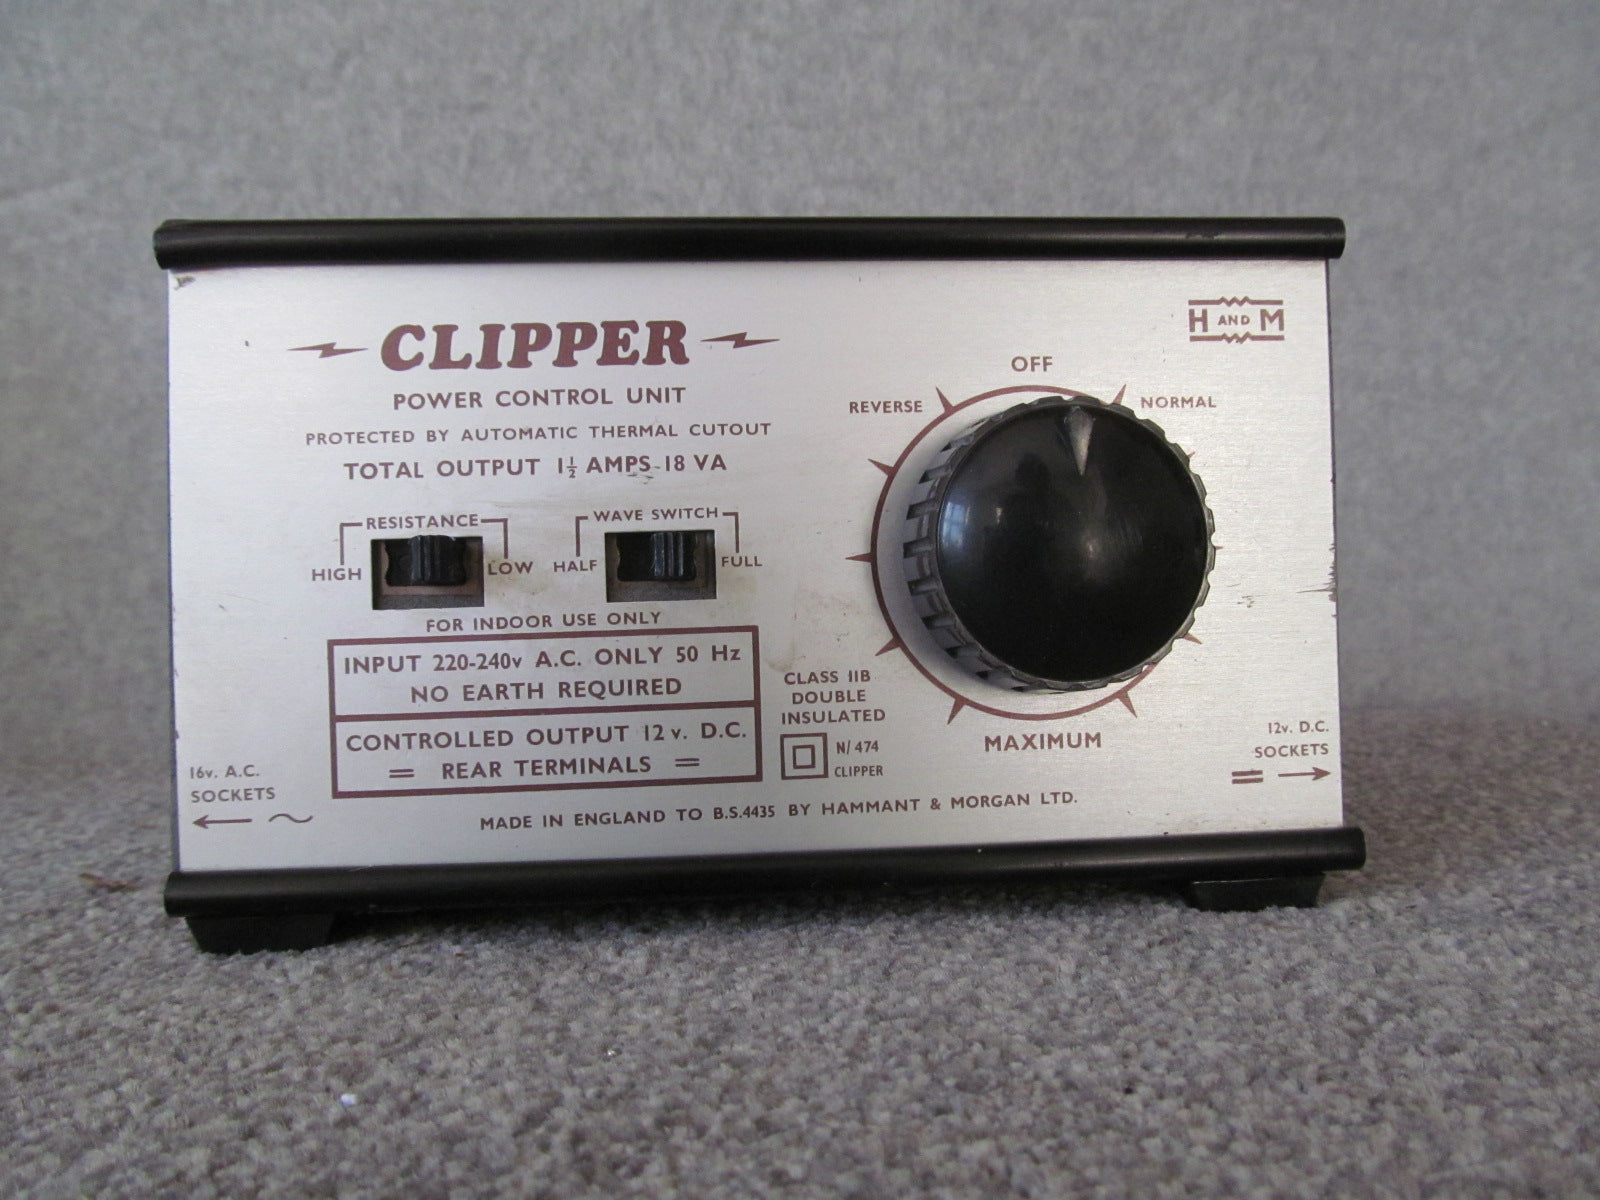 CLIPPER
POWER CONTROL UNIT
PROTECTED BY AUTOMATIC THERMAL CUTOUT
TOTAL OUTPUT 1½ AMPS-18 VA
RESISTANCE
HIGH
LOW
WAVE SWITCH
HALF
FULL
FOR INDOOR USE ONLY
INPUT 220-240v A.C. ONLY 50 Hz
NO EARTH REQUIRED
CONTROLLED OUTPUT 12 v. D.C.
= REAR TERMINALS =
16v. A.C.
SOCKETS
← ~
H AND M
OFF
REVERSE
NORMAL
MAXIMUM
CLASS IIB
DOUBLE
INSULATED
N/474
CLIPPER
12v. D.C.
SOCKETS
= →
MADE IN ENGLAND TO B.S.4435 BY HAMMANT & MORGAN LTD.